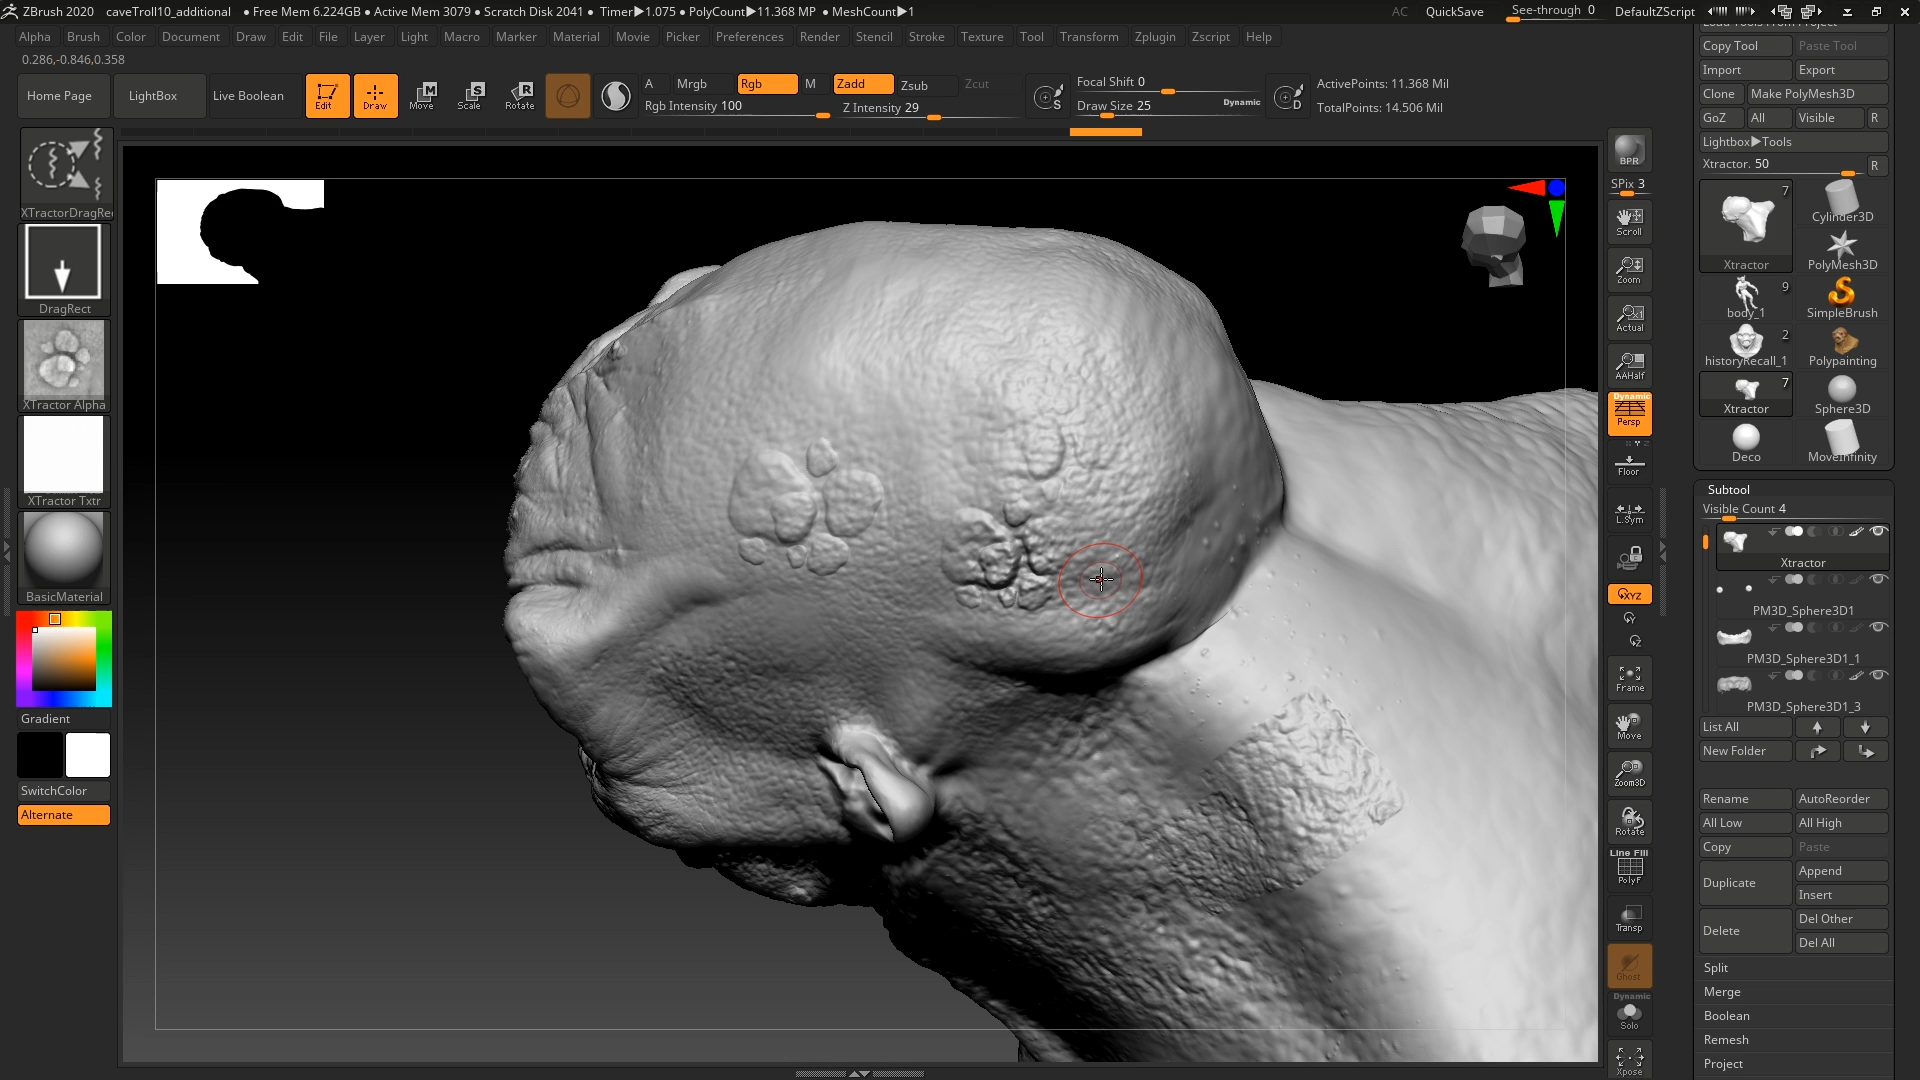 ZBrush 2020 caveTroll10_additional • Free Mem 6.224GB • Active Mem 3079 • Scratch Disk 2041 • Timer▶1.075 • PolyCount▶11.368 MP • MeshCount▶1 AC QuickSave See-through 0 DefaultZScript
Alpha Brush Color Document Draw Edit File Layer Light Macro Marker Material Movie Picker Preferences Render Stencil Stroke Texture Tool Transform Zplugin Zscript Help
0.286,-0.846,0.358
Home Page LightBox Live Boolean
Edit Draw Move Scale Rotate
A Mrgb Rgb M Zadd Zsub Zcut
Rgb Intensity 100 Z Intensity 29
Focal Shift 0
Draw Size 25 Dynamic
ActivePoints: 11.368 Mil
TotalPoints: 14.506 Mil
XTractorDragRec
DragRect
XTractor Alpha
XTractor Txtr
BasicMaterial
Gradient
SwitchColor
Alternate
BPR
SPix 3
Scroll
Zoom
Actual
AAHalf
Dynamic
Persp
Floor
L.Sym
XYZ
Frame
Move
Zoom3D
Rotate
Line Fill
PolyF
Transp
Ghost
Dynamic
Solo
Xpose
Load Tools From Project
Copy Tool Paste Tool
Import Export
Clone Make PolyMesh3D
GoZ All Visible R
Lightbox▶Tools
Xtractor. 50 R
7
Xtractor
Cylinder3D
PolyMesh3D
9
body_1 SimpleBrush
2
historyRecall_1 Polypainting
7
Xtractor Sphere3D
Deco MoveInfinity
Subtool
Visible Count 4
Xtractor
PM3D_Sphere3D1
PM3D_Sphere3D1_1
PM3D_Sphere3D1_3
List All
New Folder
Rename AutoReorder
All Low All High
Copy Paste
Duplicate Append
Insert
Delete Del Other
Del All
Split
Merge
Boolean
Remesh
Project